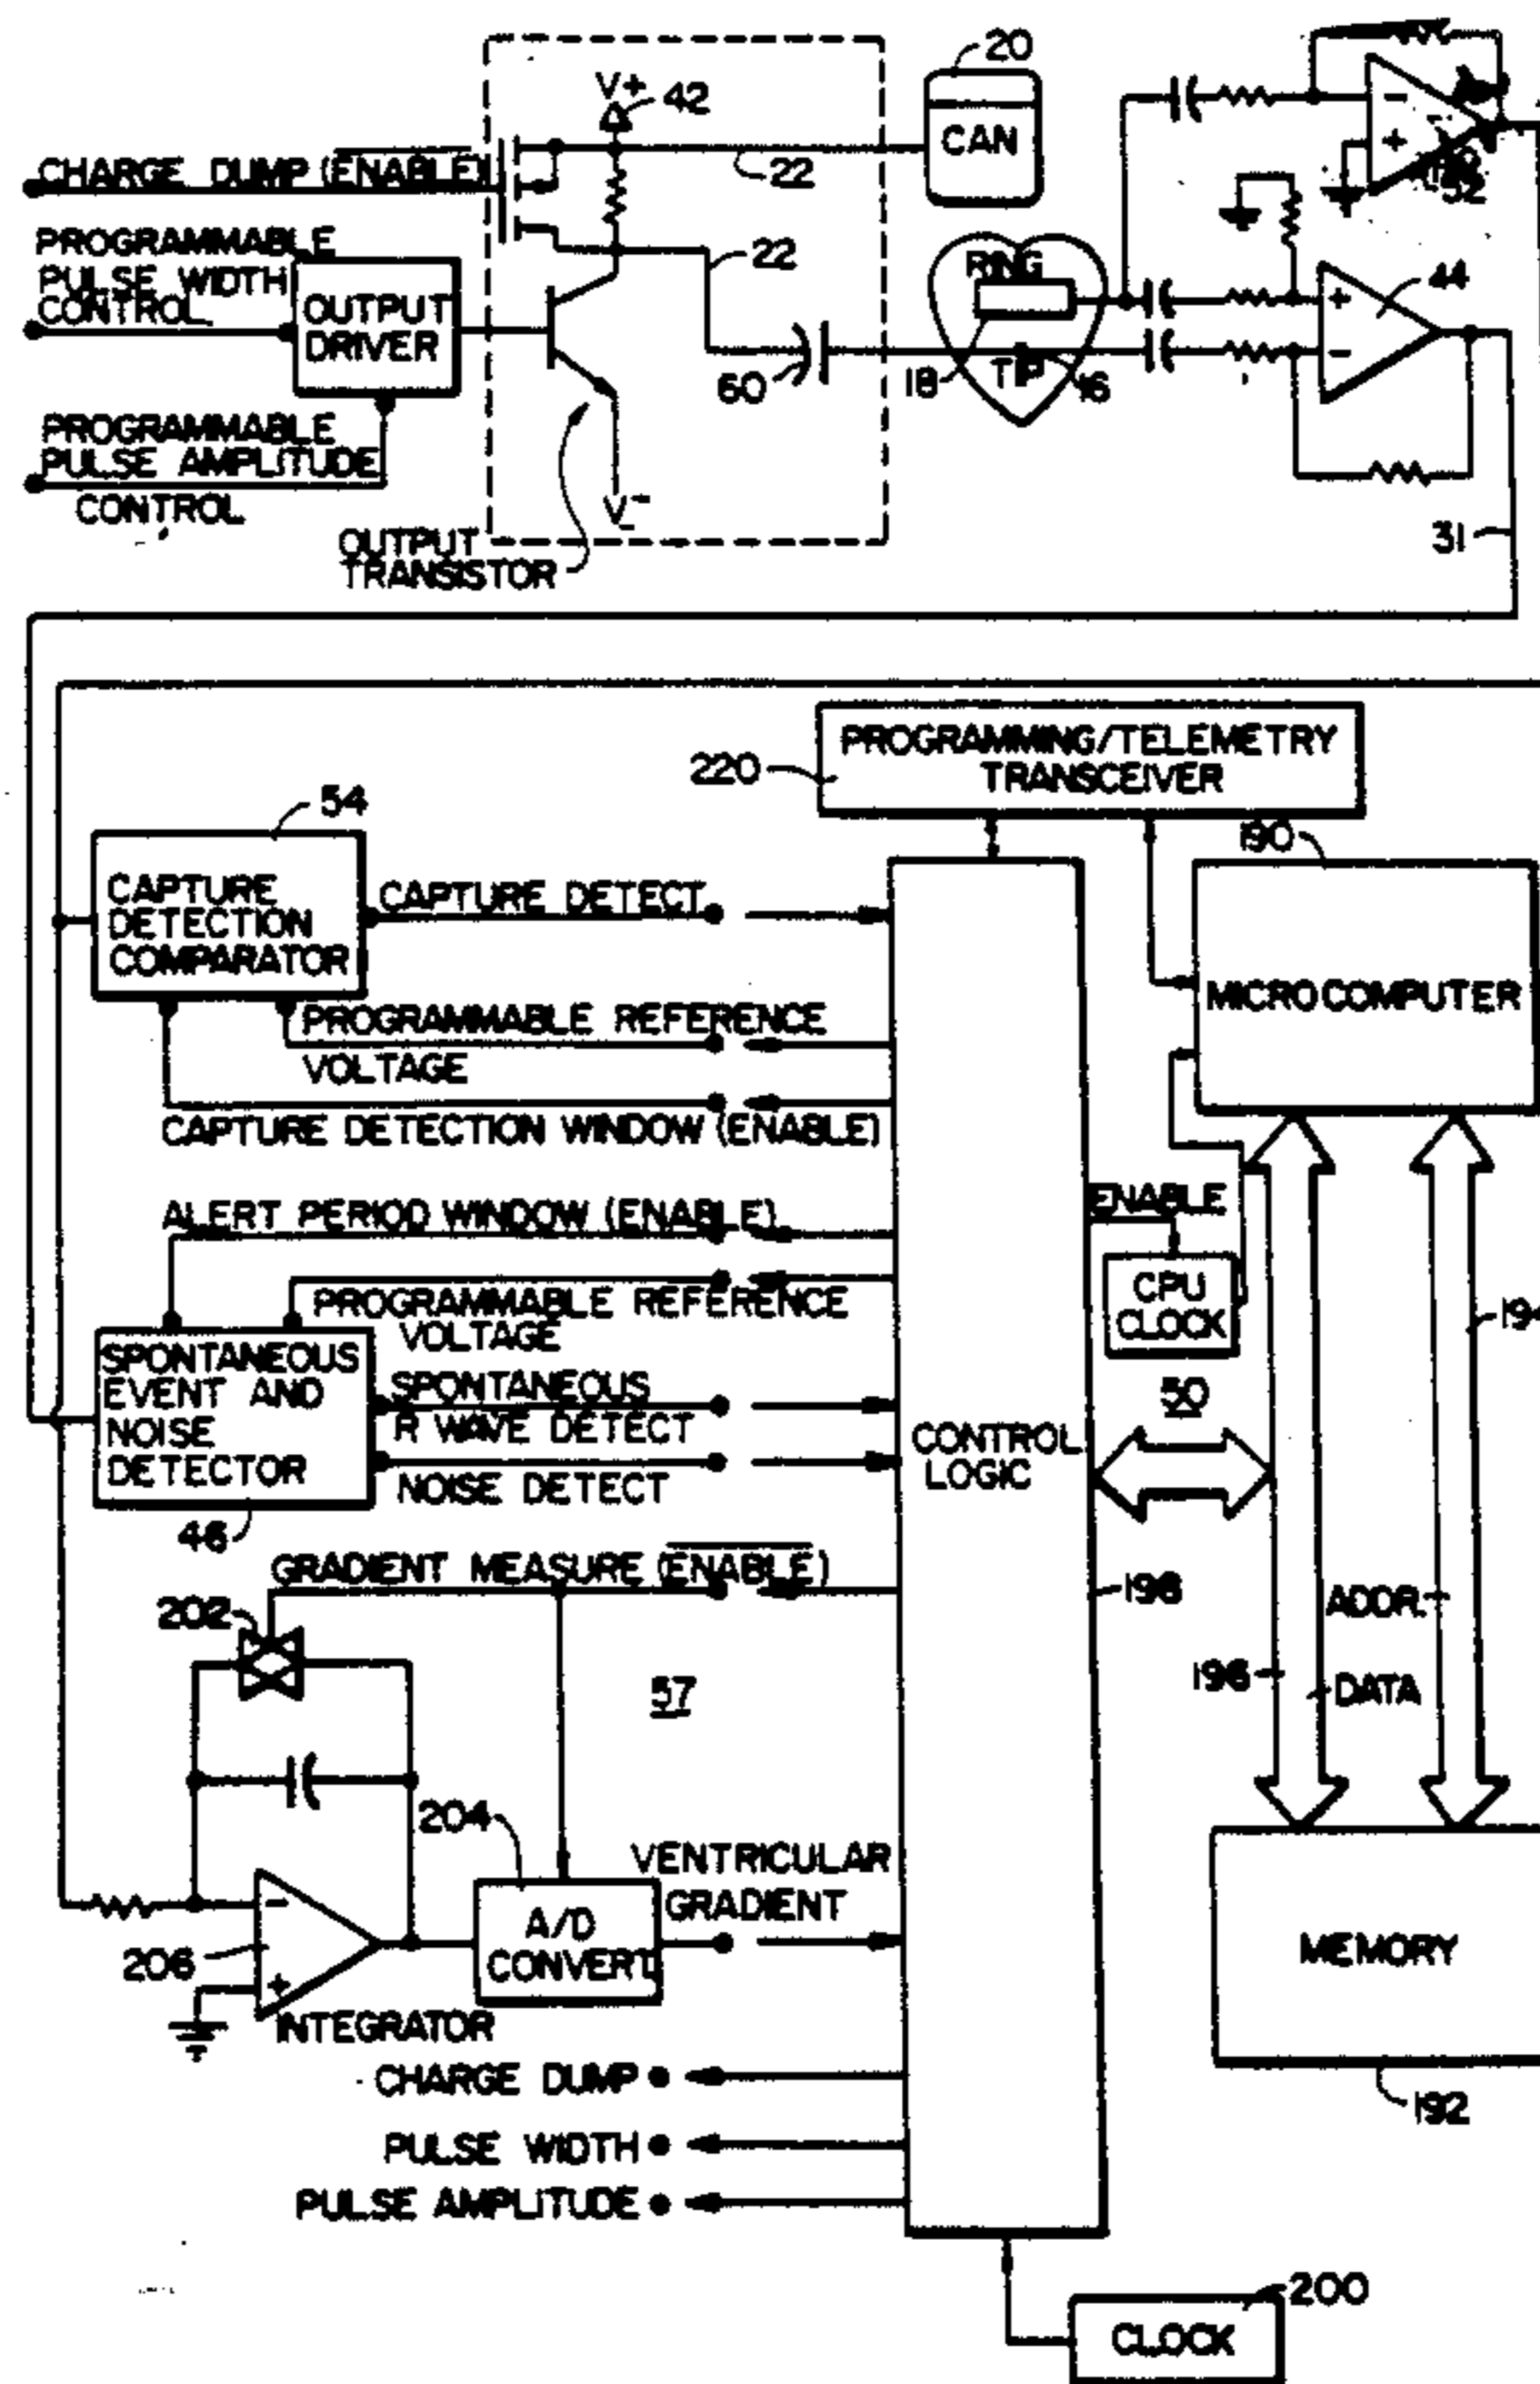 20
V+
42
CAN
CHARGE DUMP (ENABLE)
22
PROGRAMMABLE
PULSE WIDTH
CONTROL
OUTPUT
DRIVER
22
RING
+
44
-
60
18
TIP
16
PROGRAMMABLE
PULSE AMPLITUDE
CONTROL
V-
OUTPUT
TRANSISTOR
31
-
+
PROGRAMMING/TELEMETRY
TRANSCEIVER
220
54
190
CAPTURE
DETECTION
COMPARATOR
CAPTURE DETECT
MICROCOMPUTER
PROGRAMMABLE REFERENCE
VOLTAGE
CAPTURE DETECTION WINDOW (ENABLE)
ALERT PERIOD WINDOW (ENABLE)
ENABLE
CPU
CLOCK
PROGRAMMABLE REFERENCE
VOLTAGE
SPONTANEOUS
EVENT AND
NOISE
DETECTOR
SPONTANEOUS
R WAVE DETECT
50
CONTROL
LOGIC
NOISE DETECT
46
GRADIENT MEASURE (ENABLE)
202
198
ADDR.
196
DATA
57
204
VENTRICULAR
GRADIENT
-
A/D
CONVERT.
206
+
MEMORY
INTEGRATOR
CHARGE DUMP
192
PULSE WIDTH
PULSE AMPLITUDE
200
CLOCK